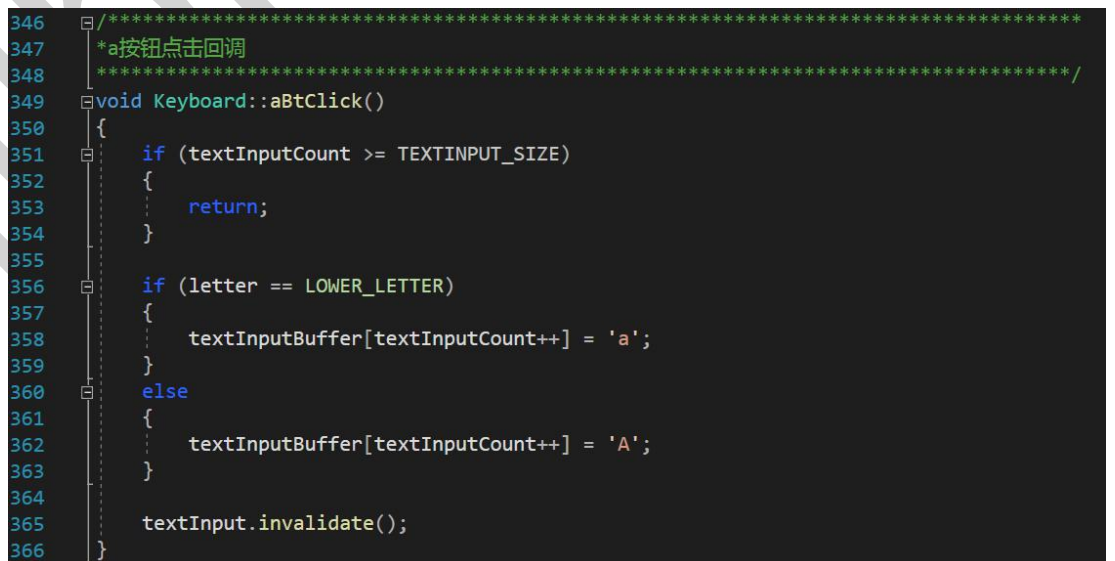 346 /************************************************************************************
347 *a按钮点击回调
348 ************************************************************************************/
349 void Keyboard::aBtClick()
350 {
351 if (textInputCount >= TEXTINPUT_SIZE)
352 {
353 return;
354 }
355
356 if (letter == LOWER_LETTER)
357 {
358 textInputBuffer[textInputCount++] = 'a';
359 }
360 else
361 {
362 textInputBuffer[textInputCount++] = 'A';
363 }
364
365 textInput.invalidate();
366 }